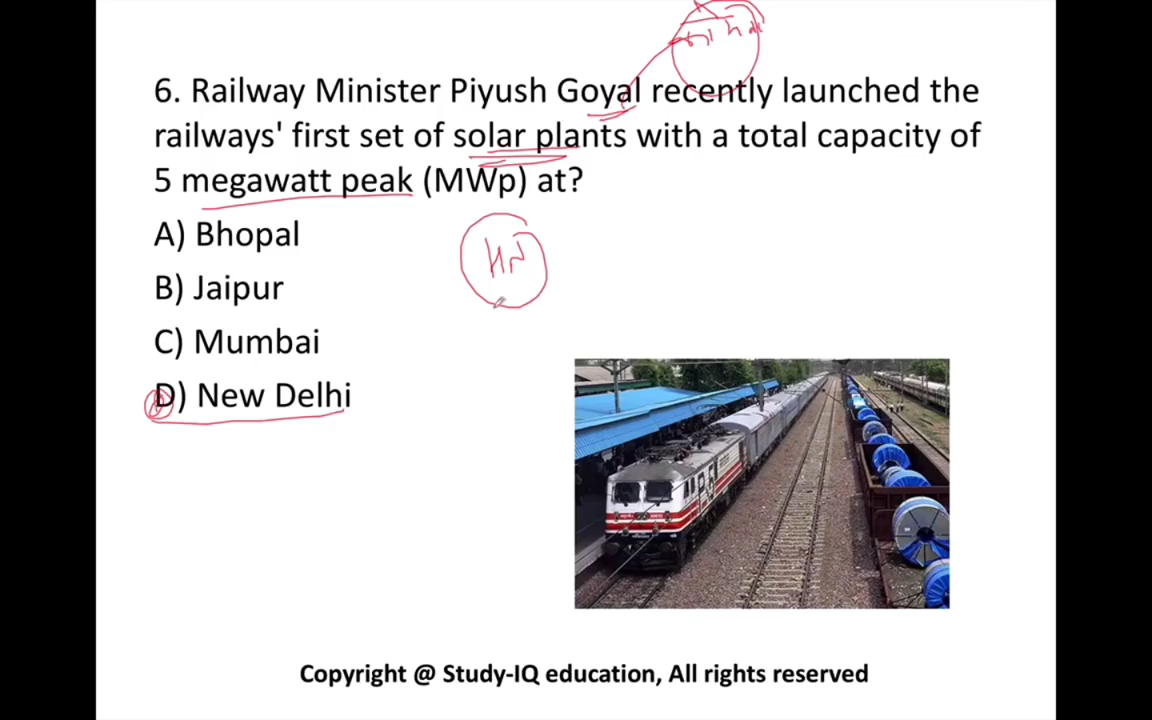 6. Railway Minister Piyush Goyal recently launched the
railways' first set of solar plants with a total capacity of
5 megawatt peak (MWp) at?
A) Bhopal
B) Jaipur
C) Mumbai
D) New Delhi
HN
Copyright @ Study-IQ education, All rights reserved